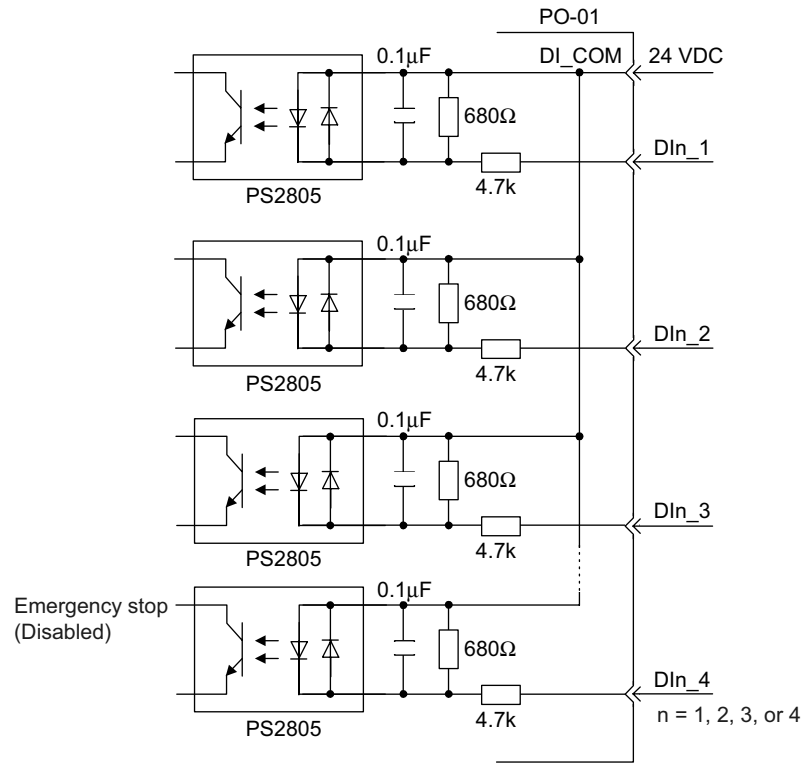 PO-01
0.1μF
DI_COM
24 VDC
680Ω
DIn_1
4.7k
PS2805
0.1μF
680Ω
DIn_2
4.7k
PS2805
0.1μF
680Ω
DIn_3
4.7k
PS2805
Emergency stop
(Disabled)
0.1μF
680Ω
DIn_4
4.7k
n = 1, 2, 3, or 4
PS2805